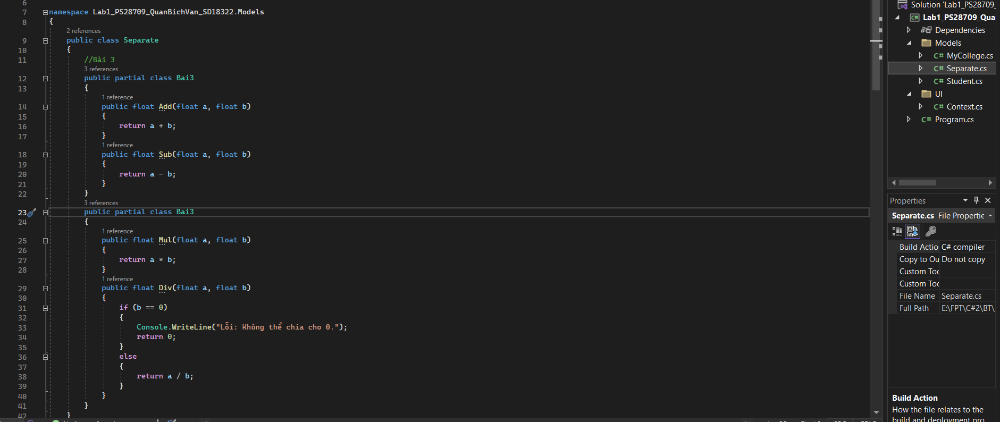 6
7 namespace Lab1_PS28709_QuanBichVan_SD18322.Models
8 {
2 references
9 public class Separate
10 {
11 //Bài 3
3 references
12 public partial class Bai3
13 {
1 reference
14 public float Add(float a, float b)
15 {
16 return a + b;
17 }
1 reference
18 public float Sub(float a, float b)
19 {
20 return a - b;
21 }
22 }
3 references
23 public partial class Bai3
24 {
1 reference
25 public float Mul(float a, float b)
26 {
27 return a * b;
28 }
1 reference
29 public float Div(float a, float b)
30 {
31 if (b == 0)
32 {
33 Console.WriteLine("Lỗi: Không thể chia cho 0.");
34 return 0;
35 }
36 else
37 {
38 return a / b;
39 }
40 }
41 }
42 }
Solution 'Lab1_PS28709_
C# Lab1_PS28709_Qua
Dependencies
Models
C# MyCollege.cs
C# Separate.cs
C# Student.cs
UI
C# Context.cs
C# Program.cs
Properties
Separate.cs File Propertie
Build Actio C# compiler
Copy to Ou Do not copy
Custom Too
Custom Too
File Name Separate.cs
Full Path E:\FPT\C#2\BT\
Build Action
How the file relates to the
build and deployment pro